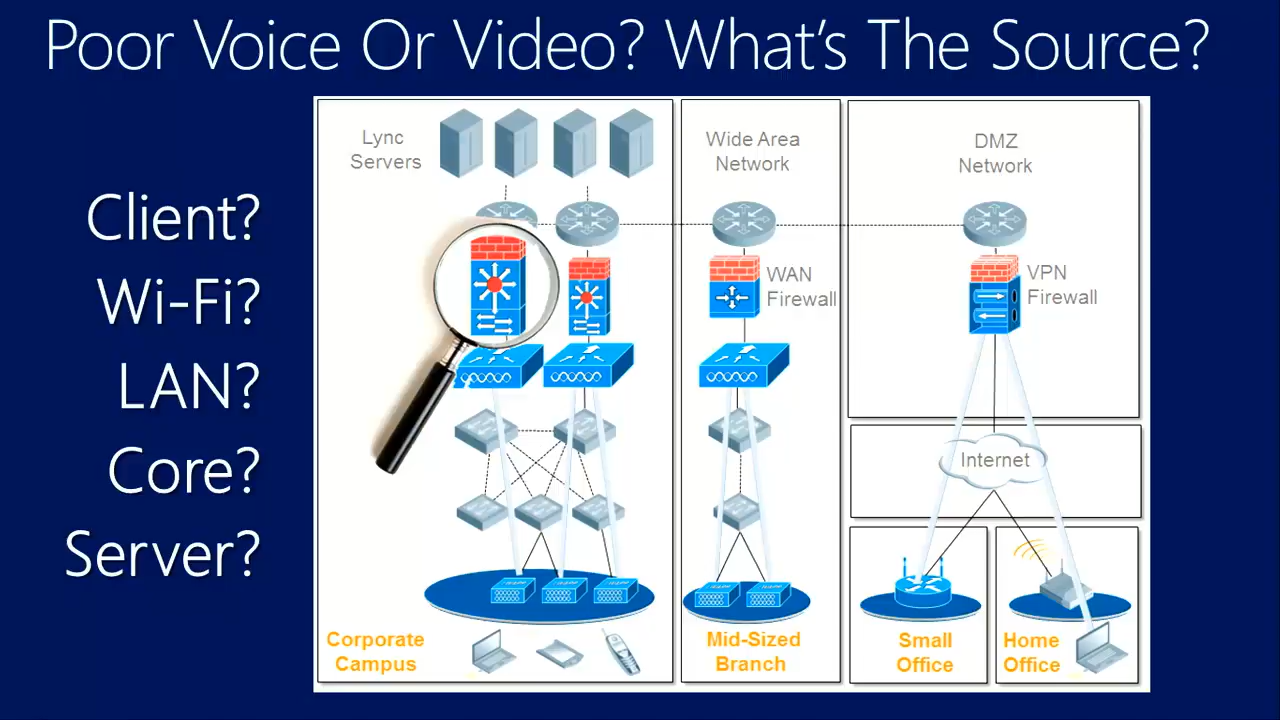 Poor Voice Or Video? What's The Source?
Client?
Wi-Fi?
LAN?
Core?
Server?
Lync
Servers
Wide Area
Network
DMZ
Network
WAN
Firewall
VPN
Firewall
Internet
Corporate
Campus
Mid-Sized
Branch
Small
Office
Home
Office